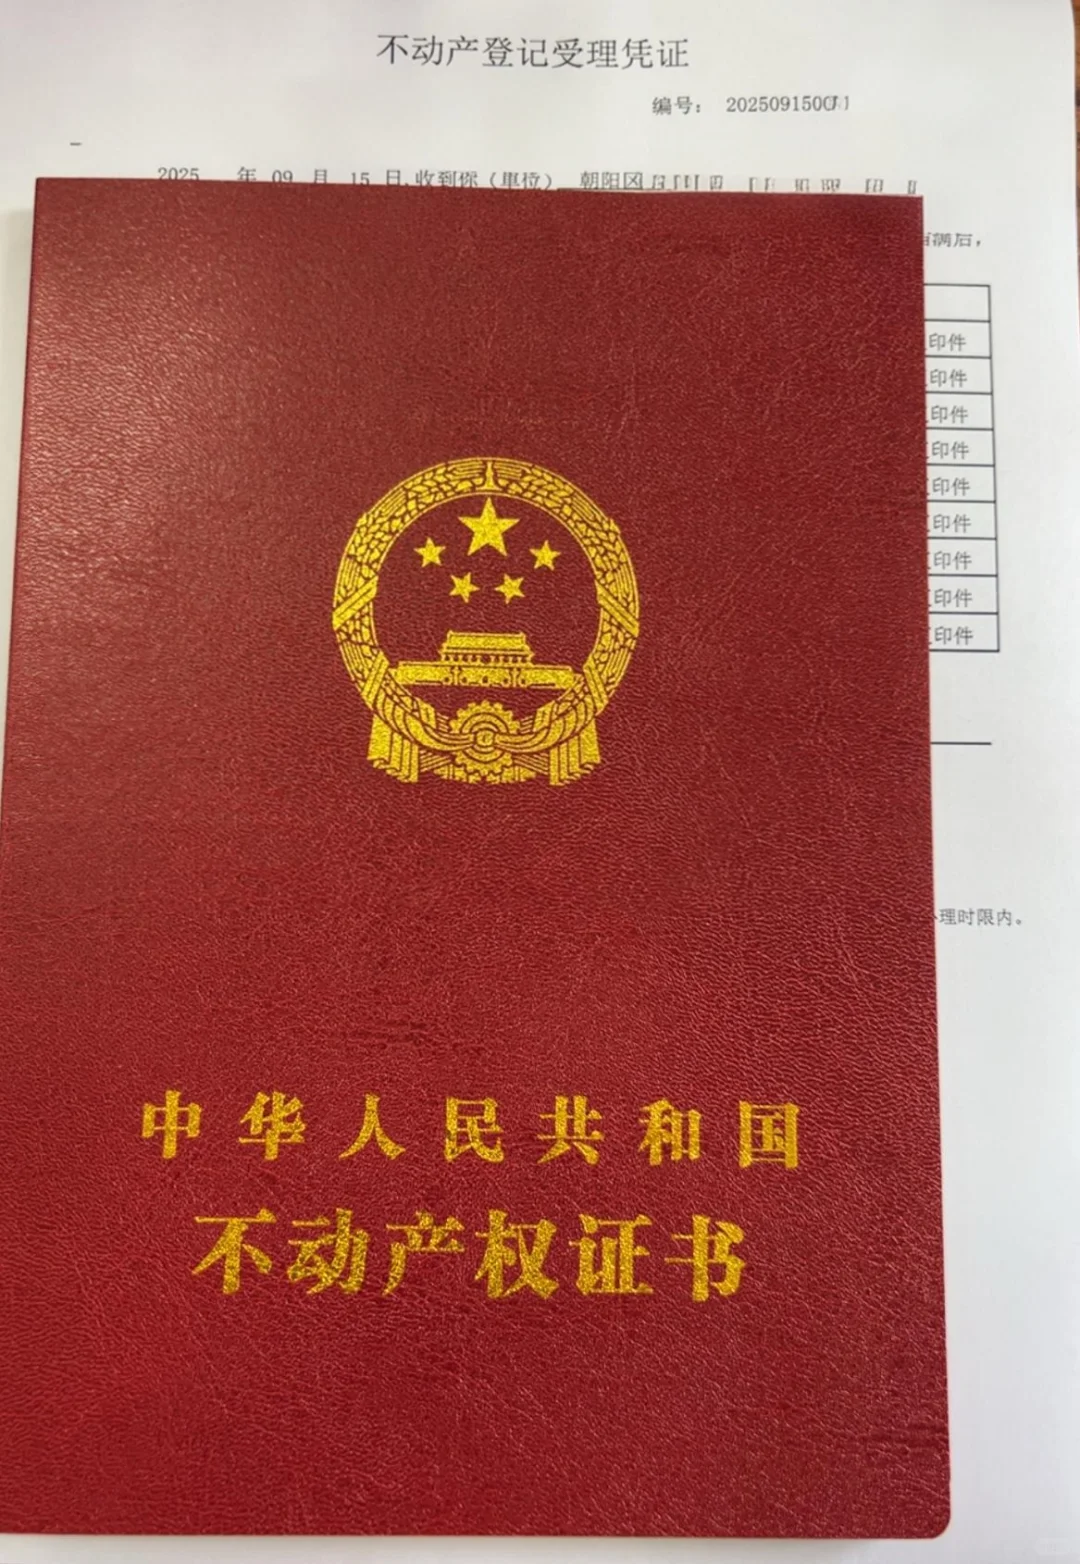 不动产登记受理凭证
编号： 202509150
2025 年 09 月 15 日,收到你（单位） 朝阳
满后，
印件
印件
印件
印件
印件
印件
印件
印件
印件
理时限内。
中华人民共和国
不动产权证书